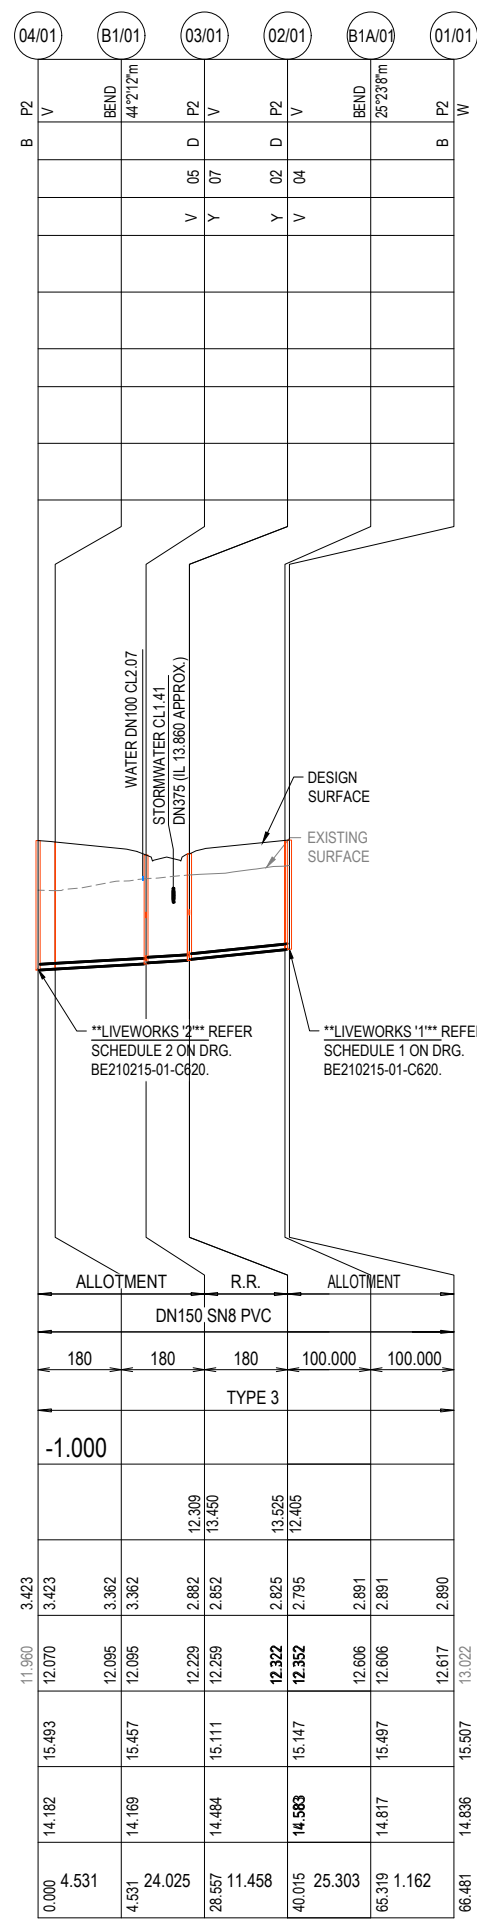 04/01 B1/01 03/01 02/01 B1A/01 01/01
P2 V BEND 44°2'12"m P2 V P2 V BEND 25°23'8"m P2 W
B D D B
05 07 02 04
V Y Y V
WATER DN100 CL2.07
STORMWATER CL1.41
DN375 (IL 13.860 APPROX.)
DESIGN
SURFACE
EXISTING
SURFACE
**LIVEWORKS '2'** REFER
SCHEDULE 2 ON DRG.
BE210215-01-C620.
**LIVEWORKS '1'** REFER
SCHEDULE 1 ON DRG.
BE210215-01-C620.
ALLOTMENT R.R. ALLOTMENT
DN150 SN8 PVC
180 180 180 100.000 100.000
TYPE 3
-1.000
12.309 13.450 13.525 12.405
3.423 3.423 3.362 3.362 2.882 2.852 2.825 2.795 2.891 2.891 2.890
11.960 12.070 12.095 12.095 12.229 12.259 12.322 12.352 12.606 12.606 12.617 13.022
15.493 15.457 15.111 15.147 15.497 15.507
14.182 14.169 14.484 14.583 14.817 14.836
0.000 4.531 4.531 24.025 28.557 11.458 40.015 25.303 65.319 1.162 66.481